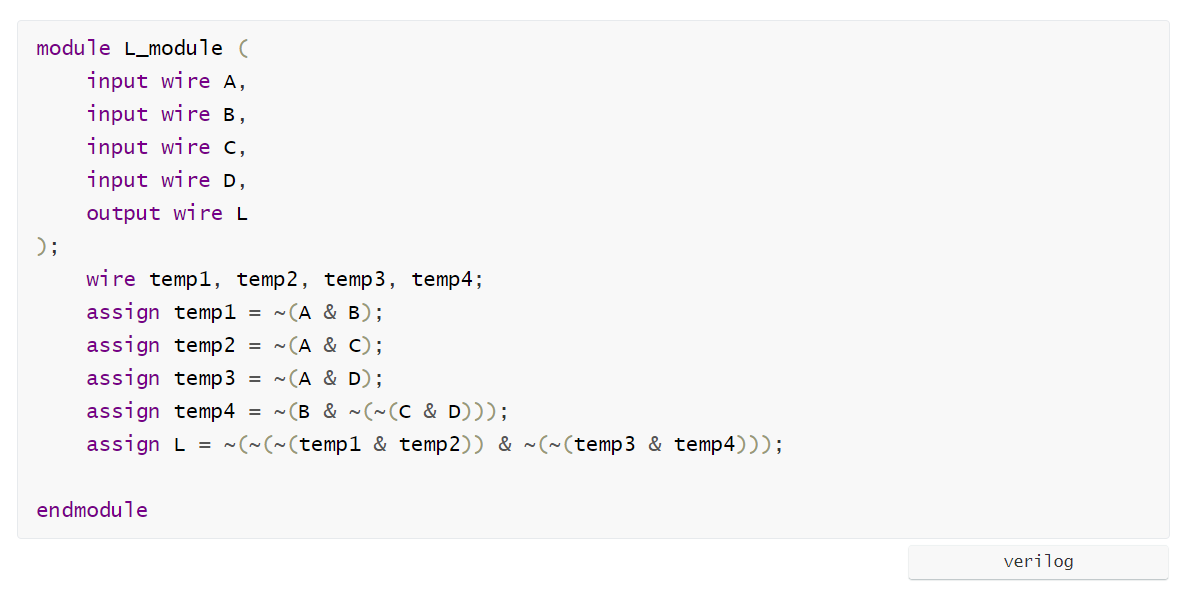 module L_module (
    input wire A,
    input wire B,
    input wire C,
    input wire D,
    output wire L
);
    wire temp1, temp2, temp3, temp4;
    assign temp1 = ~(A & B);
    assign temp2 = ~(A & C);
    assign temp3 = ~(A & D);
    assign temp4 = ~(B & ~(~(C & D)));
    assign L = ~(~(~(temp1 & temp2)) & ~(~(temp3 & temp4)));
endmodule
verilog